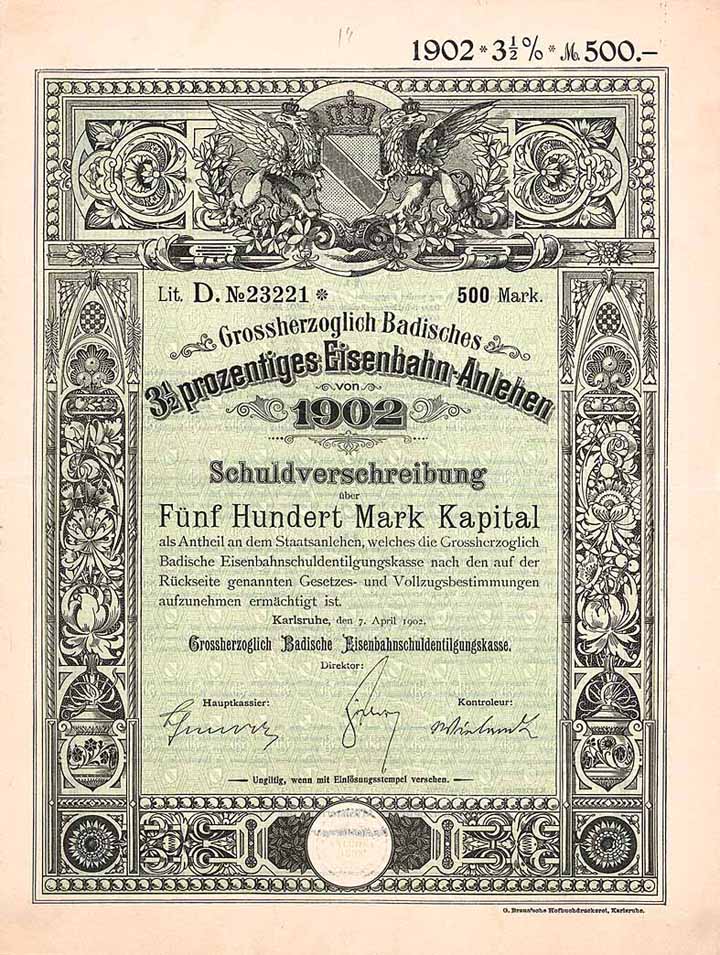 1902 * 3½% * M. 500.–
Lit. D. No 23221 * 500 Mark.
Grossherzoglich Badisches
3½ prozentiges Eisenbahn-Anlehen
von
1902
Schuldverschreibung
über
Fünf Hundert Mark Kapital
als Antheil an dem Staatsanlehen, welches die Grossherzoglich
Badische Eisenbahnschuldentilgungskasse nach den auf der
Rückseite genannten Gesetzes- und Vollzugsbestimmungen
aufzunehmen ermächtigt ist.
Karlsruhe, den 7. April 1902.
Grossherzoglich Badische Eisenbahnschuldentilgungskasse.
Direktor:
Hauptkassier: Kontroleur:
Wielandt
Ungiltig, wenn mit Einlösungsstempel versehen.
G. Braun'sche Hofbuchdruckerei, Karlsruhe.